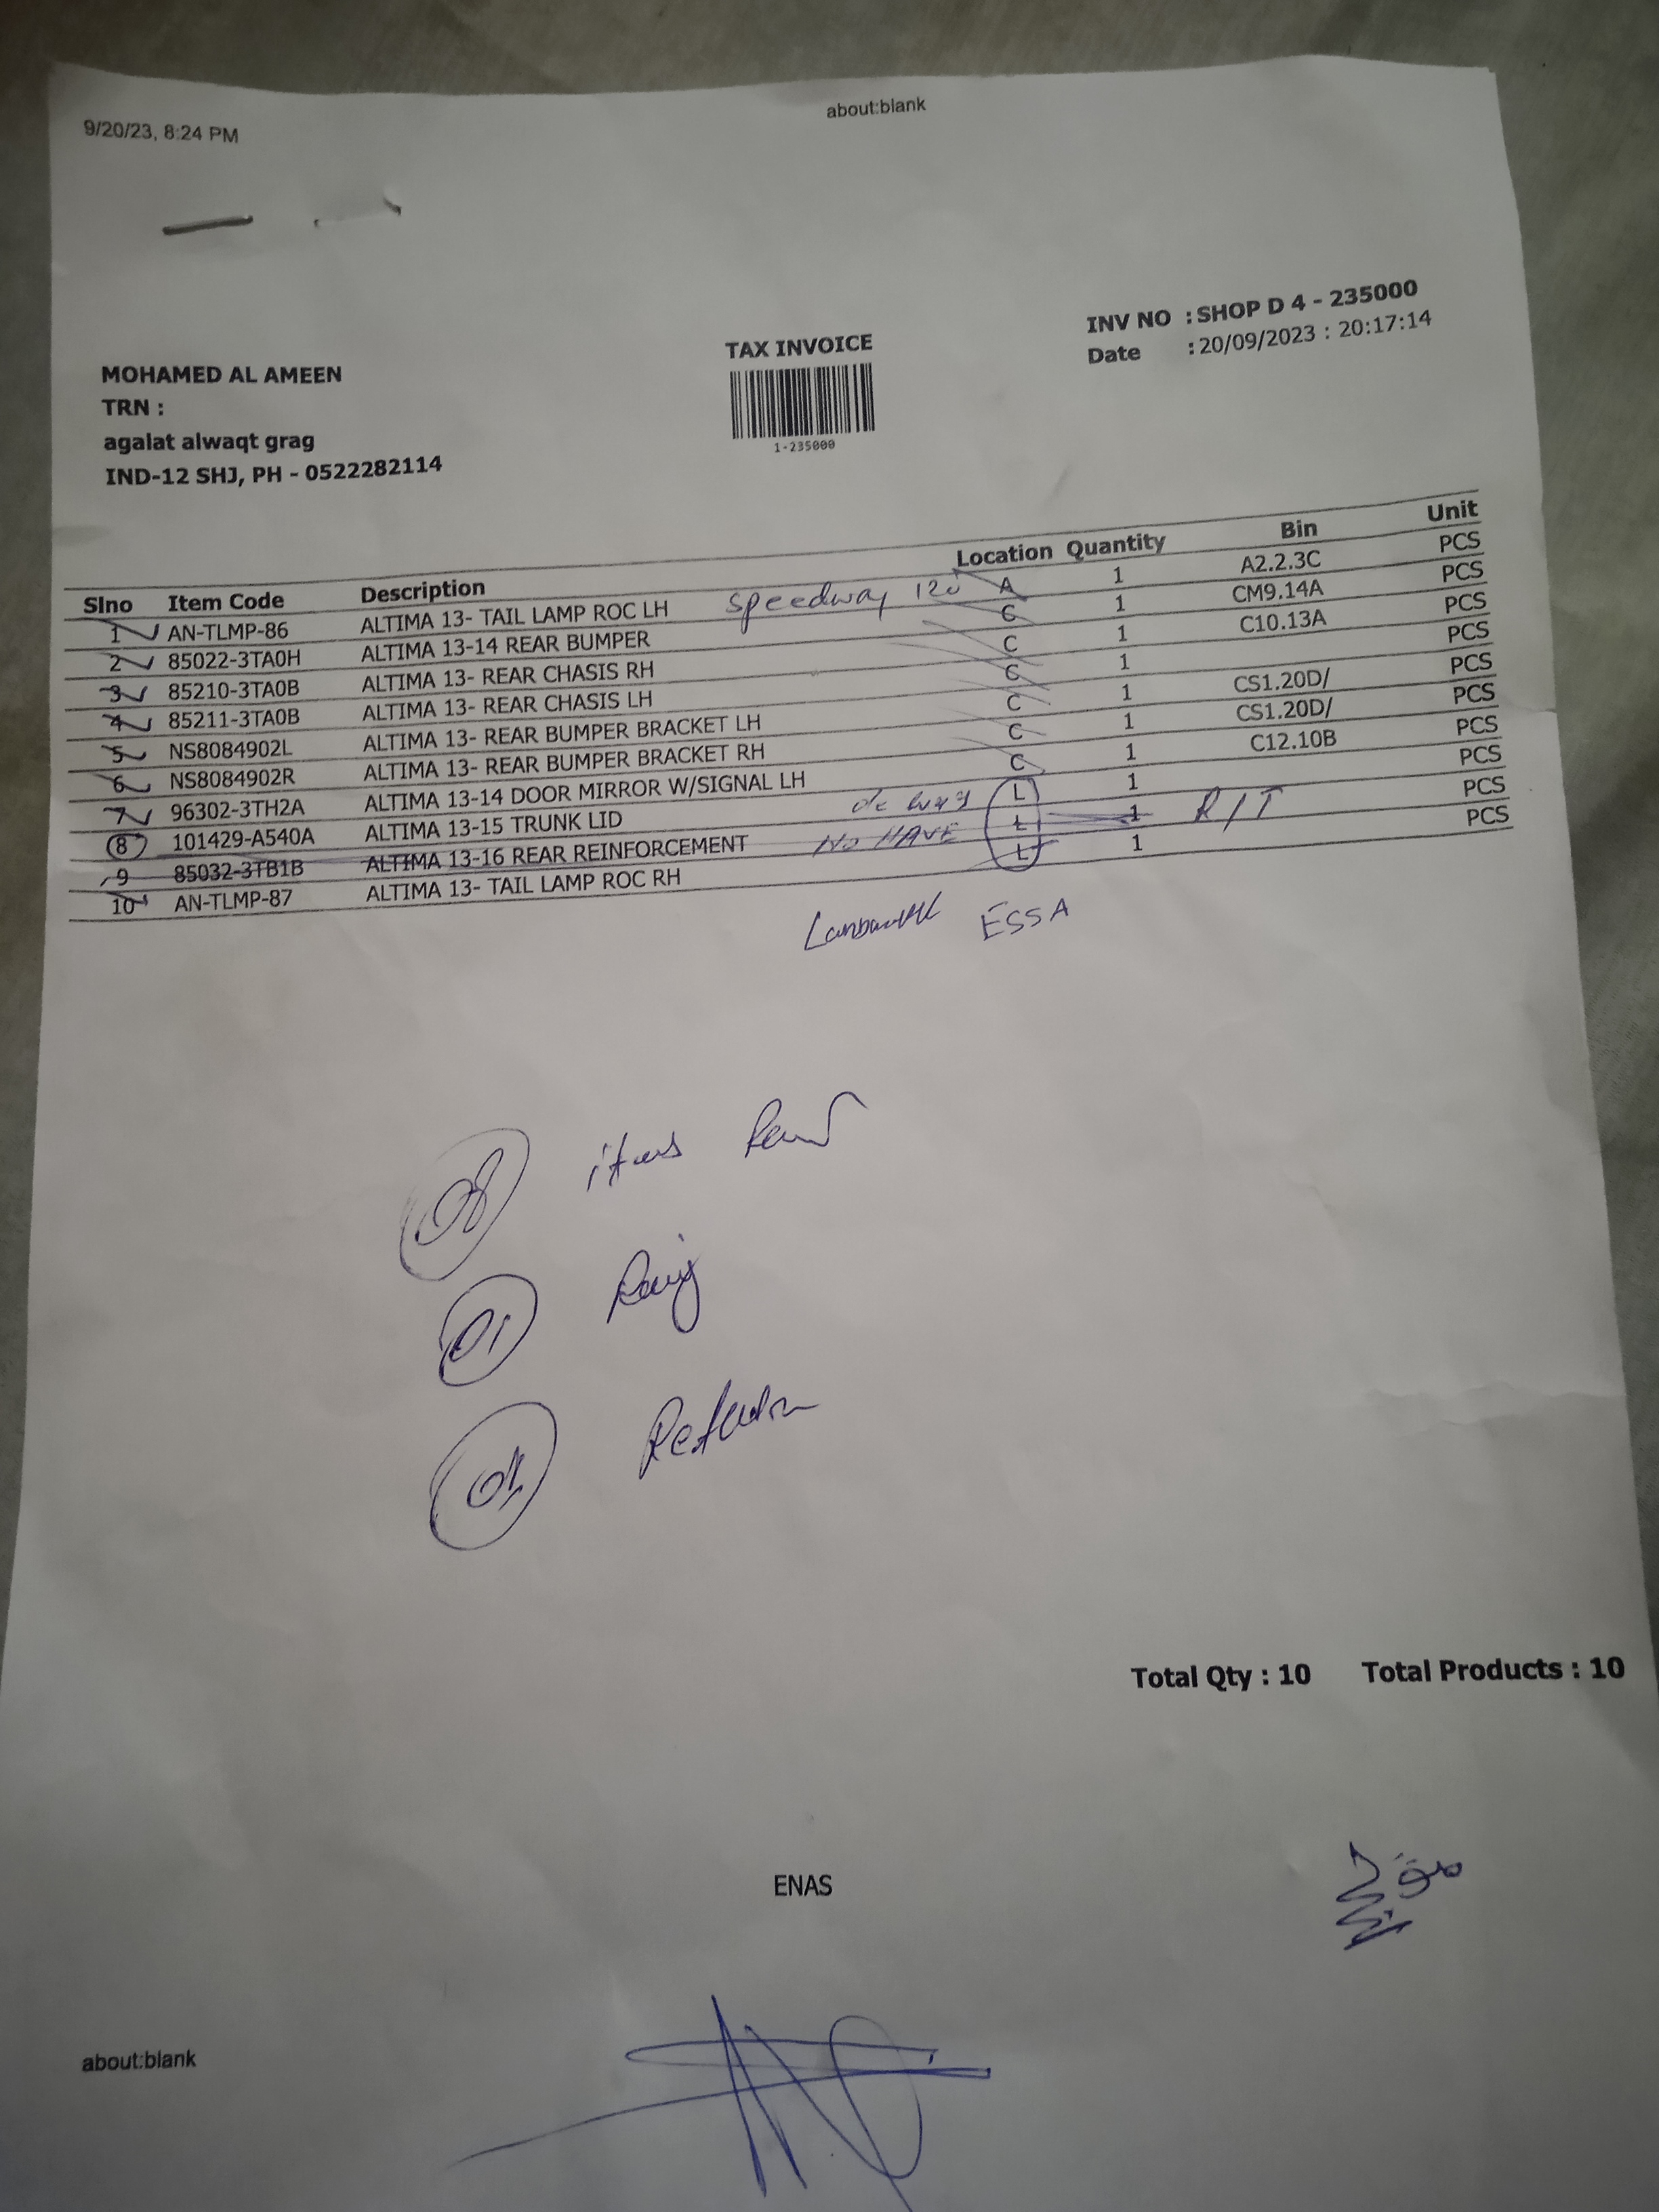 9/20/23, 8:24 PM
about:blank
INV NO : SHOP D 4 - 235000
Date : 20/09/2023 : 20:17:14
TAX INVOICE
1-235000
MOHAMED AL AMEEN
TRN :
agalat alwaqt grag
IND-12 SHJ, PH - 0522282114
Slno Item Code Description Location Quantity Bin Unit
1 AN-TLMP-86 ALTIMA 13- TAIL LAMP ROC LH speedway 120 A 1 A2.2.3C PCS
2 85022-3TA0H ALTIMA 13-14 REAR BUMPER C 1 CM9.14A PCS
3 85210-3TA0B ALTIMA 13- REAR CHASIS RH C 1 C10.13A PCS
4 85211-3TA0B ALTIMA 13- REAR CHASIS LH C 1 PCS
5 NS8084902L ALTIMA 13- REAR BUMPER BRACKET LH C 1 CS1.20D/ PCS
6 NS8084902R ALTIMA 13- REAR BUMPER BRACKET RH C 1 CS1.20D/ PCS
7 96302-3TH2A ALTIMA 13-14 DOOR MIRROR W/SIGNAL LH C 1 C12.10B PCS
8 101429-A540A ALTIMA 13-15 TRUNK LID L 1 PCS
9 85032-3TB1B ALTIMA 13-16 REAR REINFORCEMENT NO HAVE L 1 R/T PCS
10 AN-TLMP-87 ALTIMA 13- TAIL LAMP ROC RH L 1 PCS
ESSA
08 items
01
01
Total Qty : 10 Total Products : 10
ENAS
about:blank